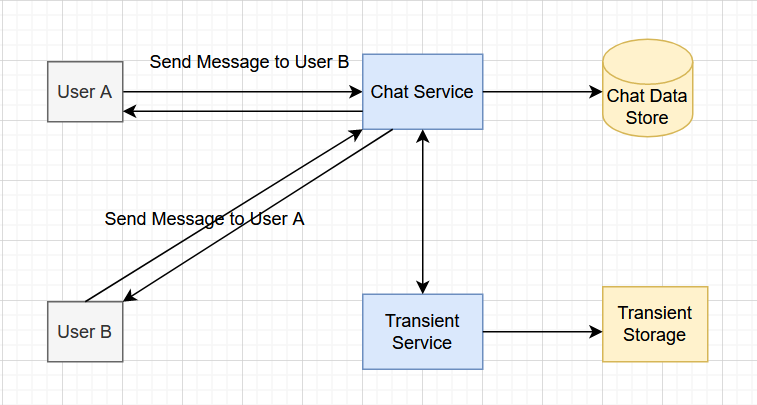 Send Message to User B
User A
Chat Service
Chat Data
Store
Send Message to User A
User B
Transient
Service
Transient
Storage